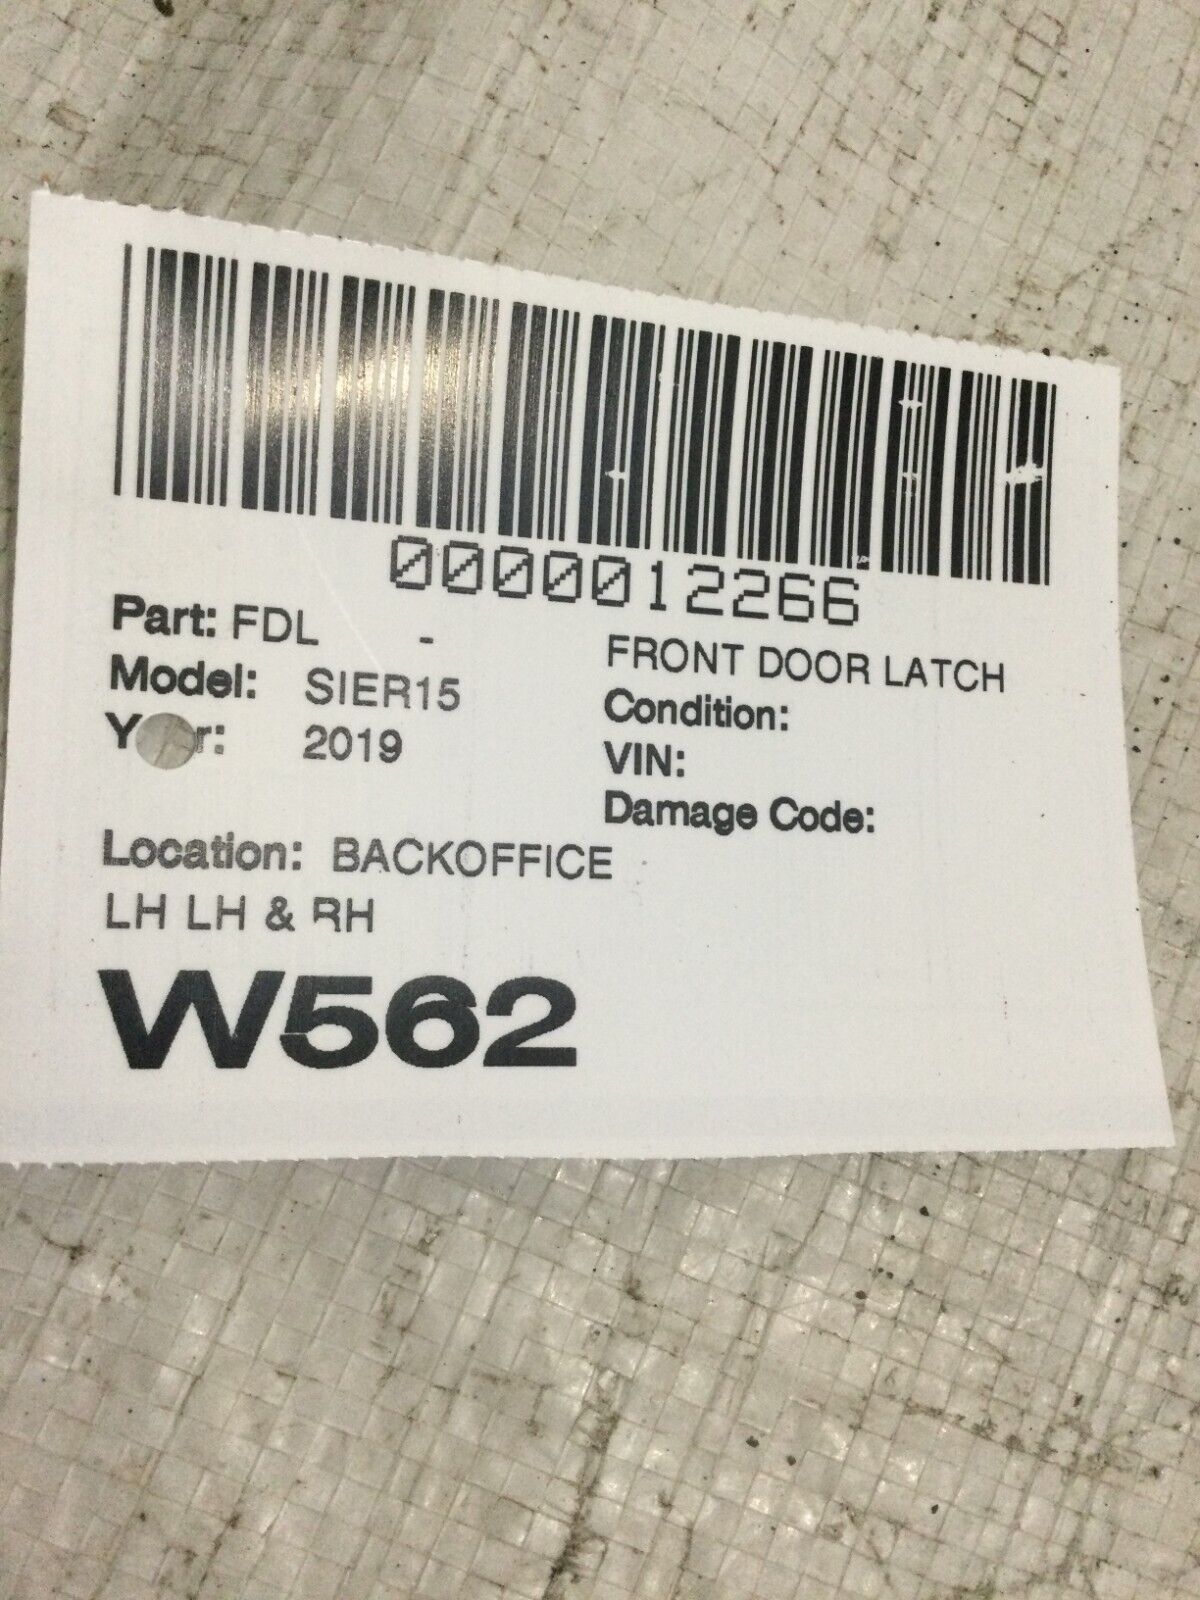 0000012266
Part: FDL - FRONT DOOR LATCH
Model: SIER15 Condition:
Year: 2019 VIN:
Damage Code:
Location: BACKOFFICE
LH LH & RH
W562